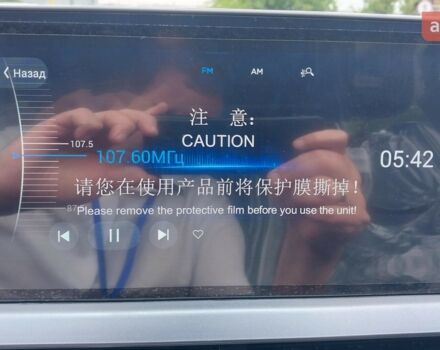 Назад
FM
AM
注 意:
CAUTION
107.5
107.60МГц
05:42
请您在使用产品前将保护膜撕掉!
Please remove the protective film before you use the unit!